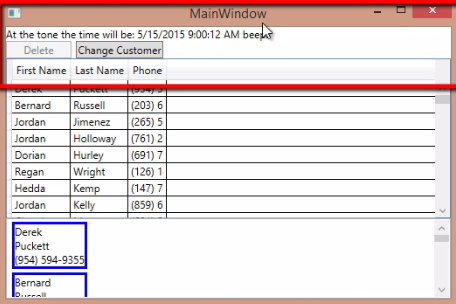 MainWindow
At the tone the time will be: 5/15/2015 9:00:12 AM beep
Delete Change Customer
First Name Last Name Phone
Derek Puckett (954) 5
Bernard Russell (203) 6
Jordan Jimenez (265) 5
Jordan Holloway (761) 2
Dorian Hurley (691) 7
Regan Wright (126) 1
Hedda Kemp (147) 7
Jordan Kelly (859) 6
Derek
Puckett
(954) 594-9355
Bernard
Russell